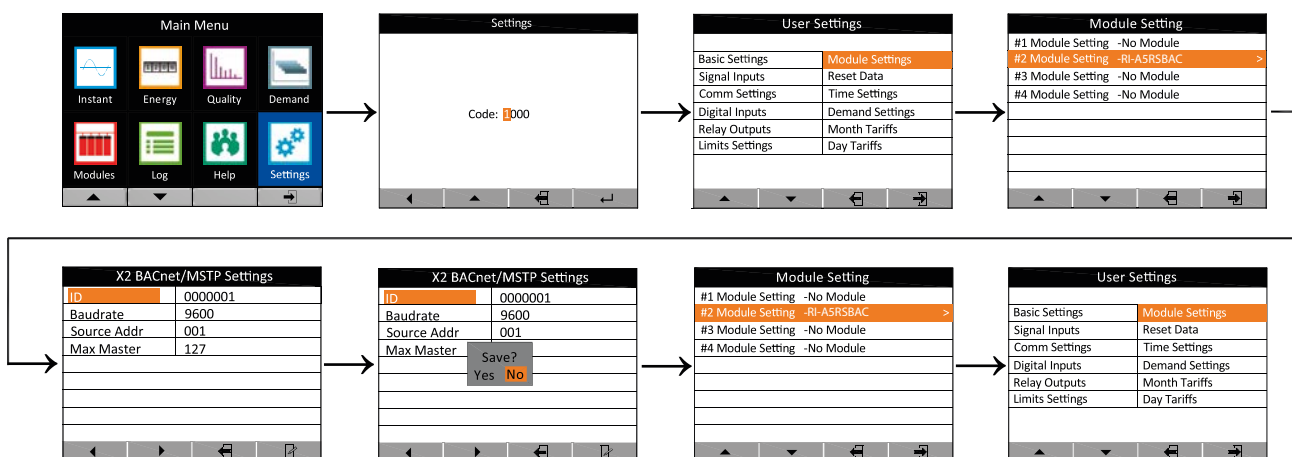 Main Menu
Instant Energy Quality Demand
Modules Log Help Settings
Settings
Code: 1000
User Settings
Basic Settings Module Settings
Signal Inputs Reset Data
Comm Settings Time Settings
Digital Inputs Demand Settings
Relay Outputs Month Tariffs
Limits Settings Day Tariffs
Module Setting
#1 Module Setting -No Module
#2 Module Setting -RI-A5RSBAC >
#3 Module Setting -No Module
#4 Module Setting -No Module
X2 BACnet/MSTP Settings
ID 0000001
Baudrate 9600
Source Addr 001
Max Master 127
X2 BACnet/MSTP Settings
ID 0000001
Baudrate 9600
Source Addr 001
Max Master
Save?
Yes No
Module Setting
#1 Module Setting -No Module
#2 Module Setting -RI-A5RSBAC >
#3 Module Setting -No Module
#4 Module Setting -No Module
User Settings
Basic Settings Module Settings
Signal Inputs Reset Data
Comm Settings Time Settings
Digital Inputs Demand Settings
Relay Outputs Month Tariffs
Limits Settings Day Tariffs